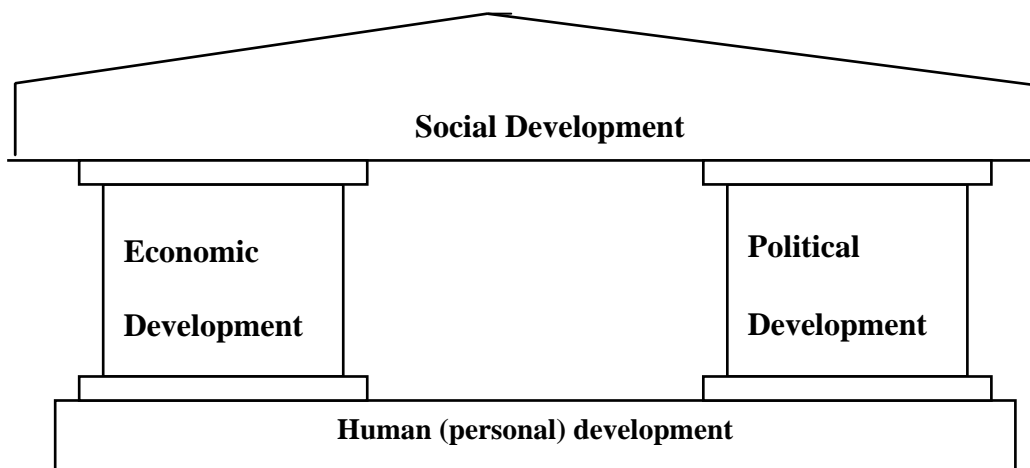 Social Development
Economic
Development
Political
Development
Human (personal) development